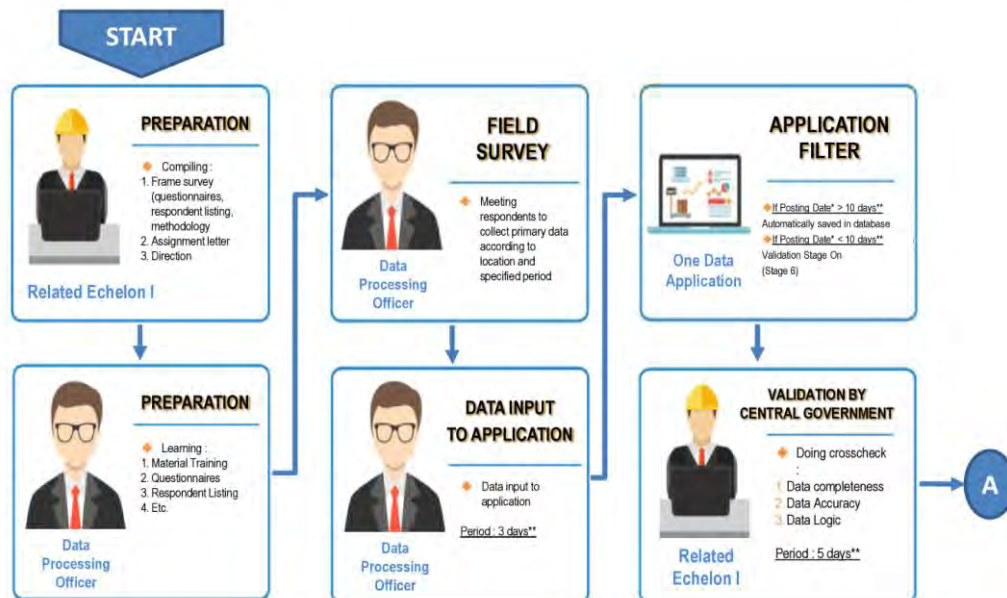 START
PREPARATION
❖ Compiling :
1. Frame survey
(questionnaires,
respondent listing,
methodology
2. Assignment letter
3. Direction
Related Echelon I
PREPARATION
❖ Learning :
1. Material Training
2. Questionnaires
3. Respondent Listing
4. Etc.
Data
Processing
Officer
FIELD
SURVEY
❖ Meeting
respondents to
collect primary data
according to
location and
specified period
Data
Processing
Officer
DATA INPUT
TO APPLICATION
❖ Data input to
application
Period : 3 days**
Data
Processing
Officer
APPLICATION
FILTER
❖If Posting Date* > 10 days**
Automatically saved in database
❖If Posting Date* < 10 days**
Validation Stage On
(Stage 6)
One Data
Application
VALIDATION BY
CENTRAL GOVERNMENT
❖ Doing crosscheck
:
1. Data completeness
2. Data Accuracy
3. Data Logic
Period : 5 days**
Related
Echelon I
A